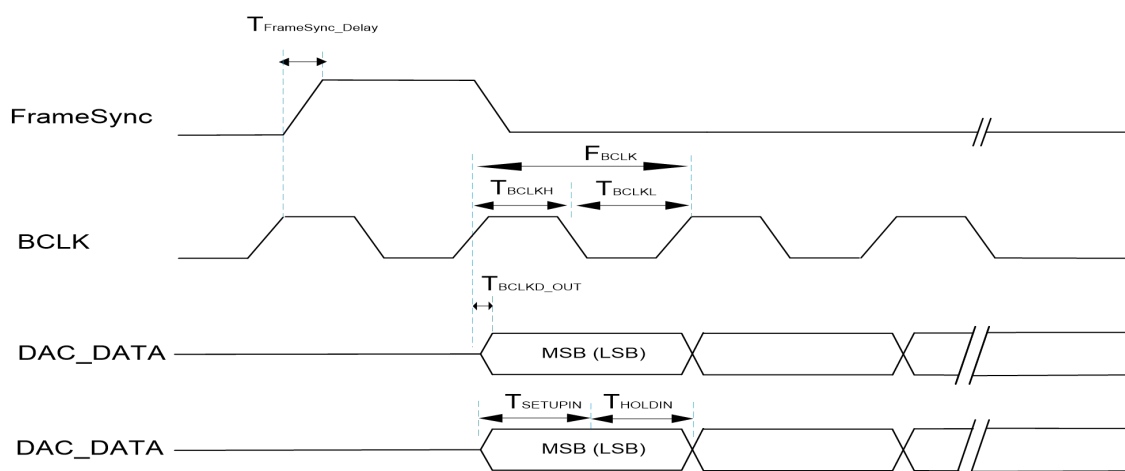 TFrameSync_Delay
FrameSync
FBCLK
TBCLKH
TBCLKL
BCLK
TBCLKD_OUT
DAC_DATA
MSB (LSB)
TSETUPIN
THOLDIN
DAC_DATA
MSB (LSB)